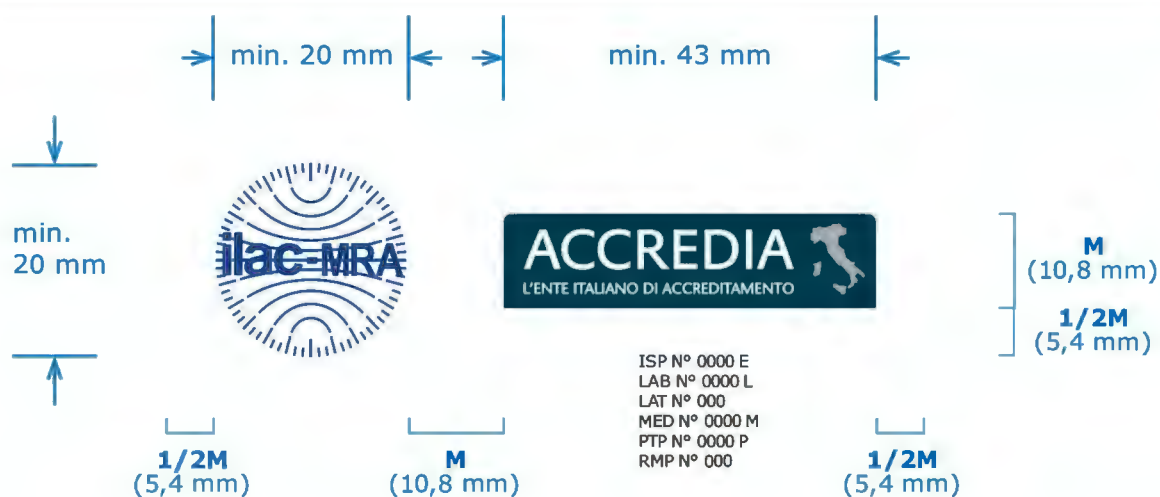 min. 20 mm
min. 43 mm
min.
20 mm
ilac-MRA
ACCREDIA
L'ENTE ITALIANO DI ACCREDITAMENTO
M
(10,8 mm)
1/2M
(5,4 mm)
ISP N° 0000 E
LAB N° 0000 L
LAT N° 000
MED N° 0000 M
PTP N° 0000 P
RMP N° 000
1/2M
(5,4 mm)
M
(10,8 mm)
1/2M
(5,4 mm)